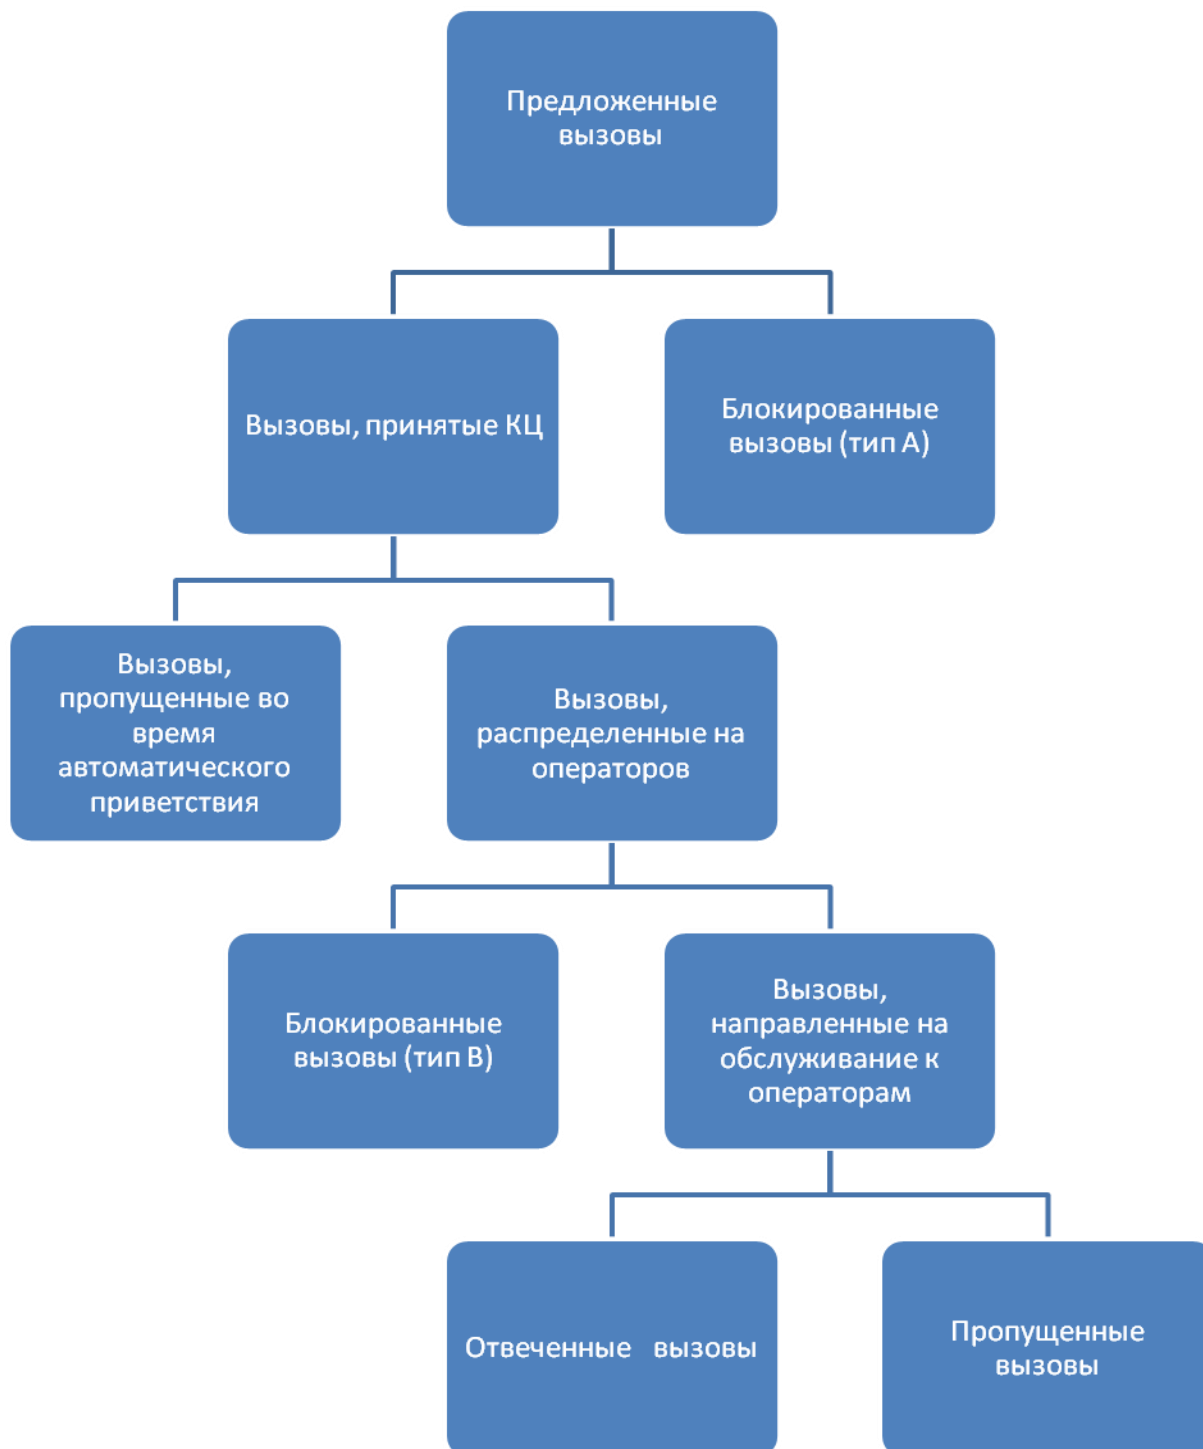 Предложенные
вызовы
Вызовы, принятые КЦ
Блокированные
вызовы (тип А)
Вызовы,
пропущенные во
время
автоматического
приветствия
Вызовы,
распределенные на
операторов
Блокированные
вызовы (тип В)
Вызовы,
направленные на
обслуживание к
операторам
Отвеченные вызовы
Пропущенные
вызовы